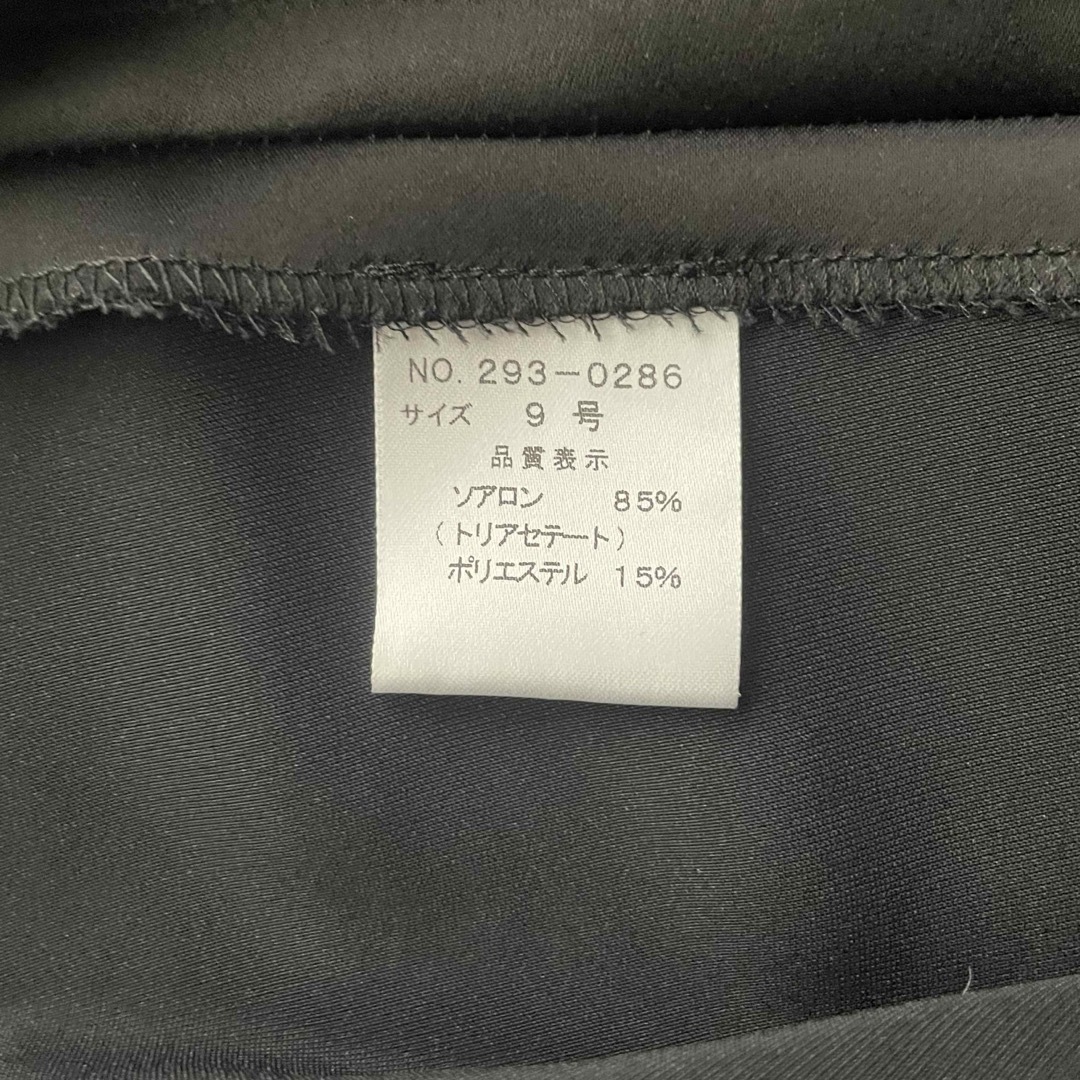 NO. 293-0286
サイズ 9 号
品質表示
ソアロン 85%
(トリアセテート)
ポリエステル 15%